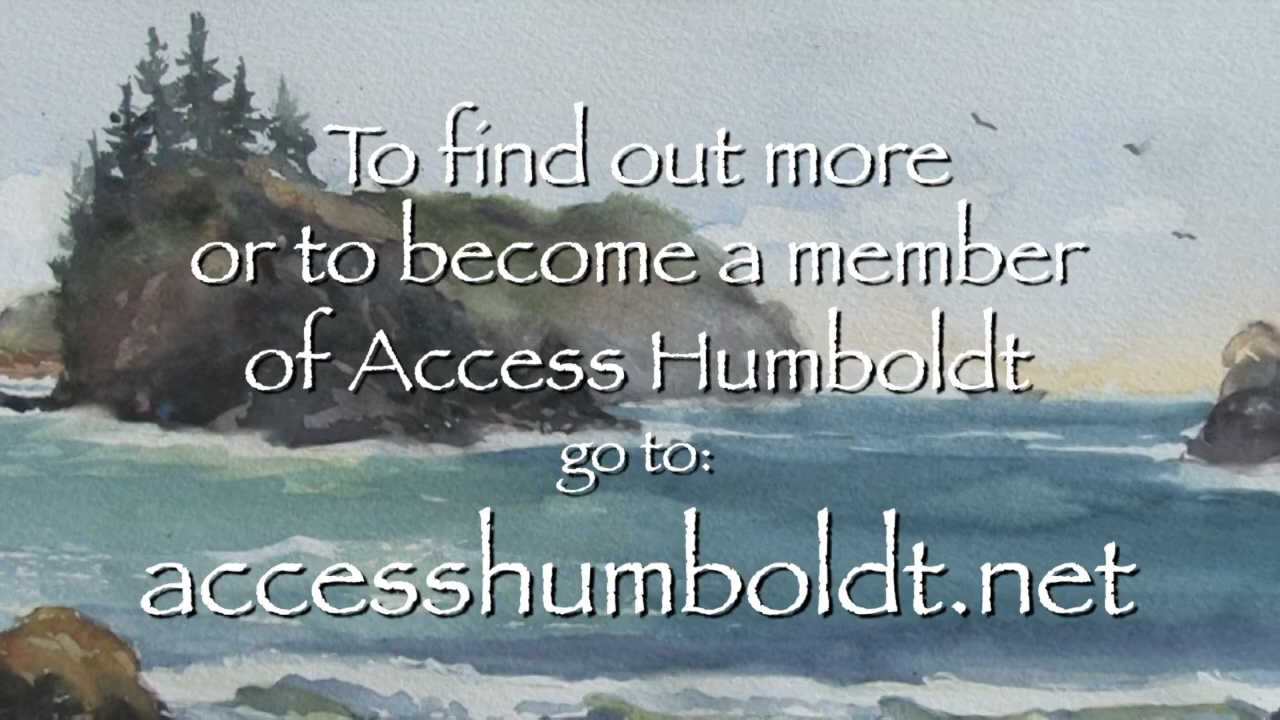 To find out more
or to become a member
of Access Humboldt
go to:
accesshumboldt.net